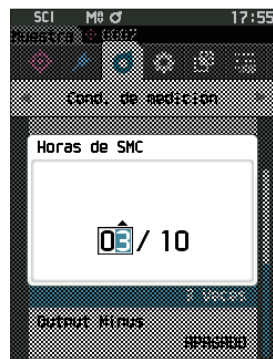 SCI M0 17:55
Muestra 0002
Cond. de medición
Horas de SMC
03 / 10
3 Veces
Output Minus
APAGADO